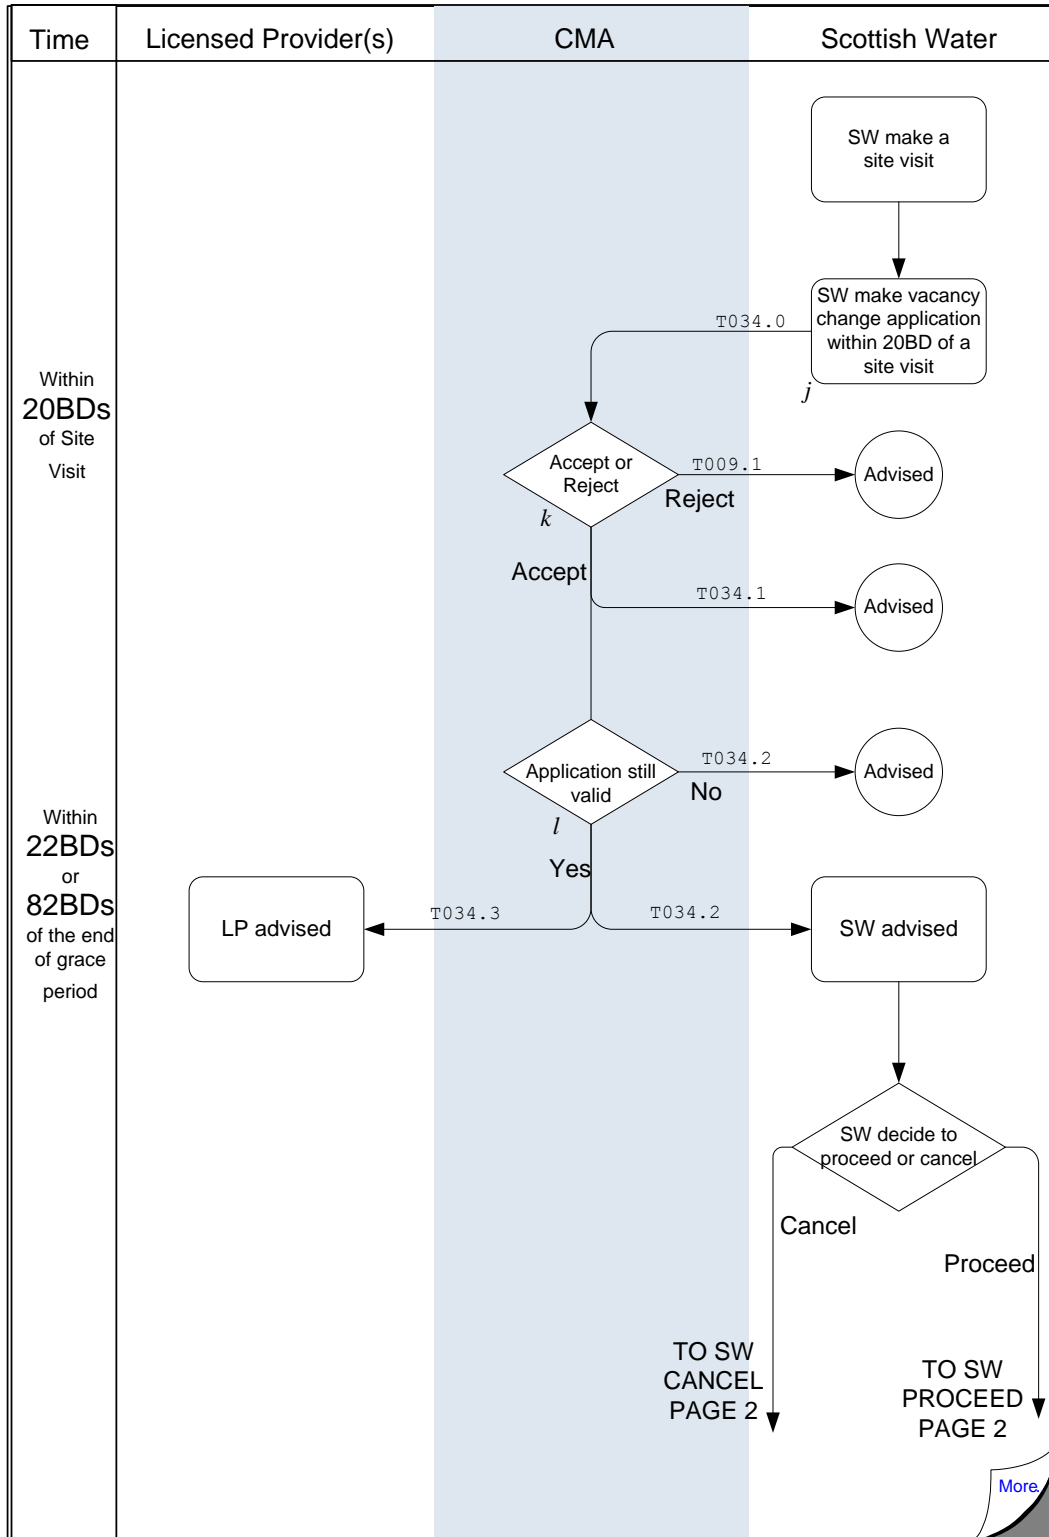 Time
Licensed Provider(s)
CMA
Scottish Water
SW make a
site visit
SW make vacancy
change application
within 20BD of a
site visit
j
T034.0
Within
20BDs
of Site
Visit
Accept or
Reject
k
T009.1
Reject
Advised
Accept
T034.1
Advised
Application still
valid
l
T034.2
No
Advised
Within
22BDs
or
82BDs
of the end
of grace
period
Yes
T034.3
T034.2
LP advised
SW advised
SW decide to
proceed or cancel
Cancel
Proceed
TO SW
CANCEL
PAGE 2
TO SW
PROCEED
PAGE 2
More.